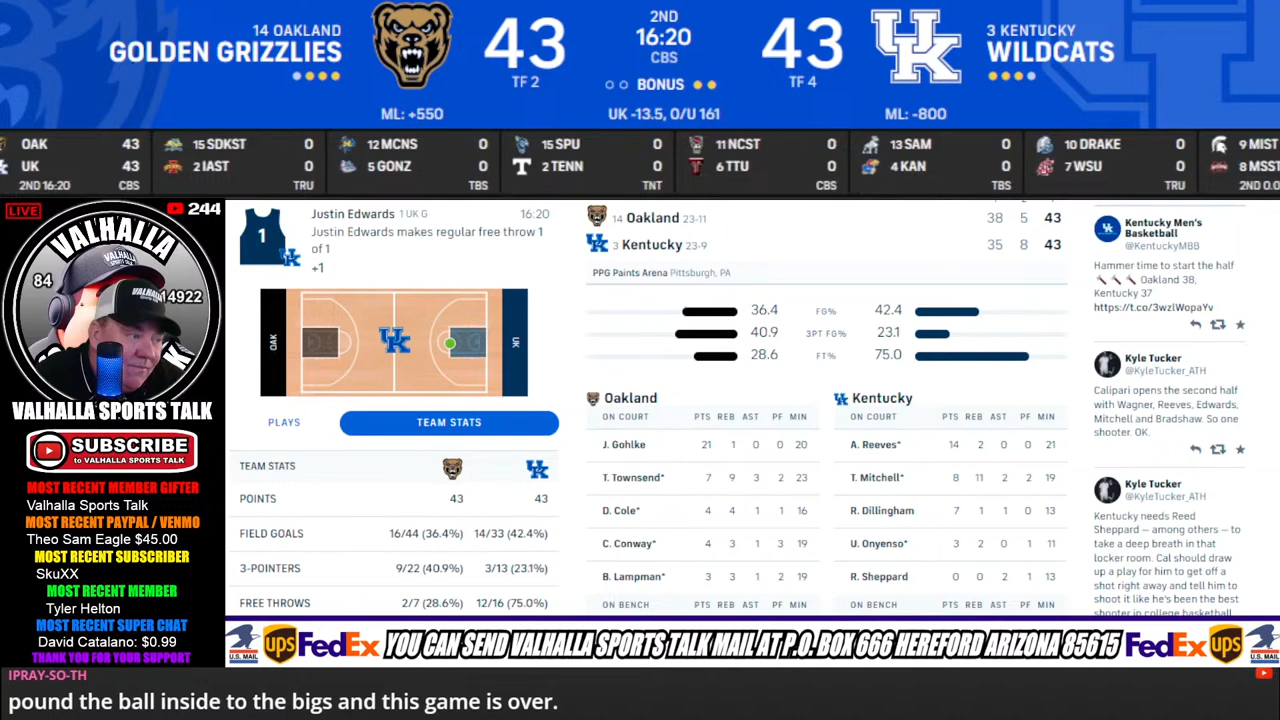 14 OAKLAND
GOLDEN GRIZZLIES
43
TF 2
ML: +550
2ND
16:20
CBS
BONUS
UK -13.5, O/U 161
43
TF 4
3 KENTUCKY
WILDCATS
ML: -800
OAK 43
UK 43
2ND 16:20 CBS
15 SDKST 0
2 IAST 0
TRU
12 MCNS 0
5 GONZ 0
TBS
15 SPU 0
2 TENN 0
TNT
11 NCST 0
6 TTU 0
CBS
13 SAM 0
4 KAN 0
TBS
10 DRAKE 0
7 WSU 0
TRU
9 MIST
8 MSST
2ND 0.0
LIVE
244
VALHALLA
84
14922
VALHALLA SPORTS TALK
SUBSCRIBE
to VALHALLA SPORTS TALK
MOST RECENT MEMBER GIFTER
Valhalla Sports Talk
MOST RECENT PAYPAL / VENMO
Theo Sam Eagle $45.00
MOST RECENT SUBSCRIBER
SkuXX
MOST RECENT MEMBER
Tyler Helton
MOST RECENT SUPER CHAT
David Catalano: $0.99
THANK YOU FOR YOUR SUPPORT
1
Justin Edwards 1 UK G 16:20
Justin Edwards makes regular free throw 1
of 1
+1
OAK
UK
PLAYS
TEAM STATS
TEAM STATS
POINTS 43 43
FIELD GOALS 16/44 (36.4%) 14/33 (42.4%)
3-POINTERS 9/22 (40.9%) 3/13 (23.1%)
FREE THROWS 2/7 (28.6%) 12/16 (75.0%)
14 Oakland 23-11 38 5 43
3 Kentucky 23-9 35 8 43
PPG Paints Arena Pittsburgh, PA
36.4 FG% 42.4
40.9 3PT FG% 23.1
28.6 FT% 75.0
Oakland
ON COURT PTS REB AST PF MIN
J. Gohlke 21 1 0 0 20
T. Townsend* 7 9 3 2 23
D. Cole* 4 4 1 1 16
C. Conway* 4 3 1 3 19
B. Lampman* 3 3 1 2 19
ON BENCH PTS REB AST PF MIN
Kentucky
ON COURT PTS REB AST PF MIN
A. Reeves* 14 2 0 0 21
T. Mitchell* 8 11 2 2 19
R. Dillingham 7 1 1 0 13
U. Onyenso* 3 2 0 1 11
R. Sheppard 0 0 2 1 13
ON BENCH PTS REB AST PF MIN
Kentucky Men's
Basketball
@KentuckyMBB
Hammer time to start the half
Oakland 38,
Kentucky 37
https://t.co/3wzlWopaYv
Kyle Tucker
@KyleTucker_ATH
Calipari opens the second half
with Wagner, Reeves, Edwards,
Mitchell and Bradshaw. So one
shooter. OK.
Kyle Tucker
@KyleTucker_ATH
Kentucky needs Reed
Sheppard — among others — to
take a deep breath in that
locker room. Cal should draw
up a play for him to get off a
shot right away and tell him to
shoot it like he's been the best
shooter in college basketball
U.S. MAIL
ups
FedEx
YOU CAN SEND VALHALLA SPORTS TALK MAIL AT P.O. BOX 666 HEREFORD ARIZONA 85615
FedEx
ups
U.S. MAIL
IPRAY-SO-TH
pound the ball inside to the bigs and this game is over.